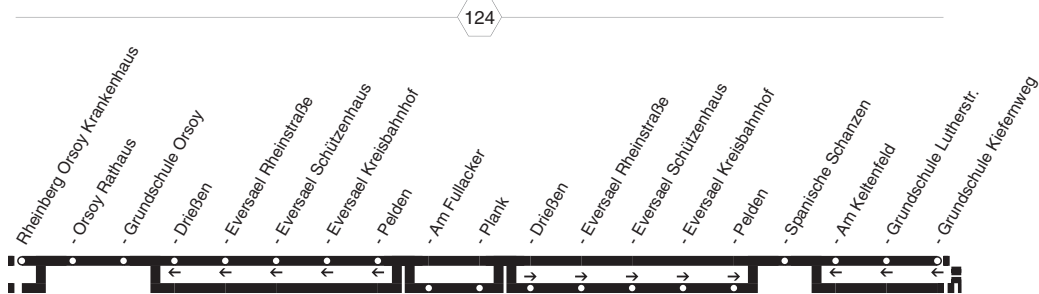 124
Rheinberg Orsoy Krankenhaus
- Orsoy Rathaus
- Grundschule Orsoy
- Drießen
- Eversael Rheinstraße
- Eversael Schützenhaus
- Eversael Kreisbahnhof
- Pelden
- Am Fullacker
- Plank
- Drießen
- Eversael Rheinstraße
- Eversael Schützenhaus
- Eversael Kreisbahnhof
- Pelden
- Spanische Schanzen
- Am Keltenfeld
- Grundschule Lutherstr.
- Grundschule Kiefernweg